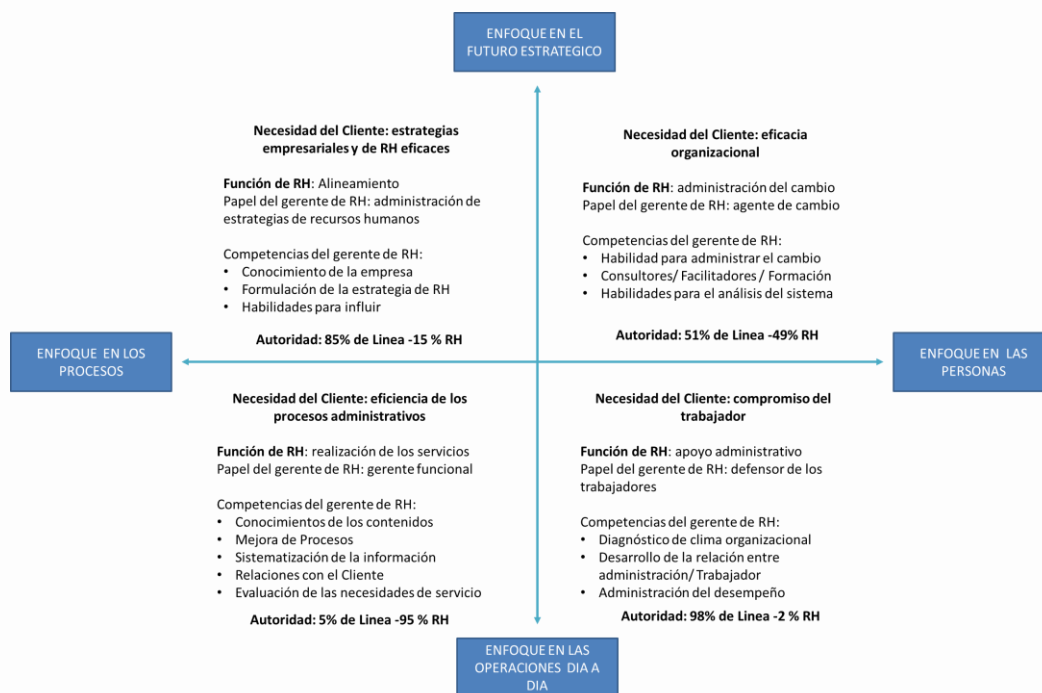 ENFOQUE EN EL
FUTURO ESTRATEGICO
Necesidad del Cliente: estrategias
empresariales y de RH eficaces
Función de RH: Alineamiento
Papel del gerente de RH: administración de
estrategias de recursos humanos
Competencias del gerente de RH:
• Conocimiento de la empresa
• Formulación de la estrategia de RH
• Habilidades para influir
Autoridad: 85% de Linea -15 % RH
Necesidad del Cliente: eficacia
organizacional
Función de RH: administración del cambio
Papel del gerente de RH: agente de cambio
Competencias del gerente de RH:
• Habilidad para administrar el cambio
• Consultores/ Facilitadores / Formación
• Habilidades para el análisis del sistema
Autoridad: 51% de Linea -49% RH
ENFOQUE EN LOS
PROCESOS
ENFOQUE EN LAS
PERSONAS
Necesidad del Cliente: eficiencia de los
procesos administrativos
Función de RH: realización de los servicios
Papel del gerente de RH: gerente funcional
Competencias del gerente de RH:
• Conocimientos de los contenidos
• Mejora de Procesos
• Sistematización de la información
• Relaciones con el Cliente
• Evaluación de las necesidades de servicio
Autoridad: 5% de Linea -95 % RH
Necesidad del Cliente: compromiso del
trabajador
Función de RH: apoyo administrativo
Papel del gerente de RH: defensor de los
trabajadores
Competencias del gerente de RH:
• Diagnóstico de clima organizacional
• Desarrollo de la relación entre
administración/ Trabajador
• Administración del desempeño
Autoridad: 98% de Linea -2 % RH
ENFOQUE EN LAS
OPERACIONES DIA A
DIA